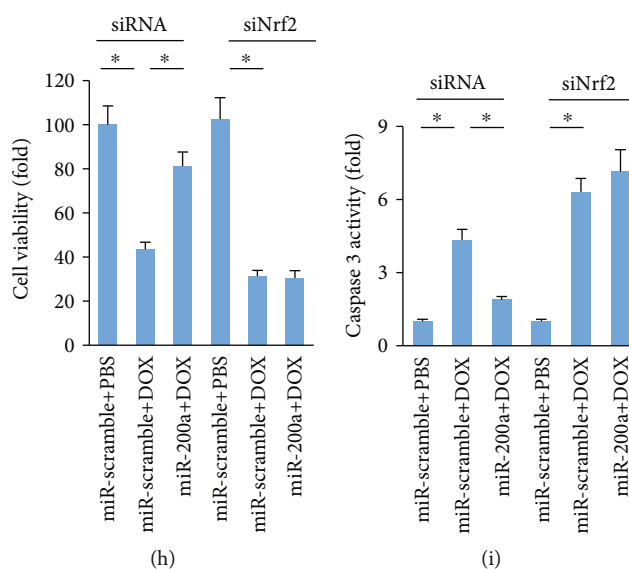 siRNA
siNrf2
*
*
*
120
100
80
60
40
20
0
Cell viability (fold)
miR-scramble+PBS
miR-scramble+DOX
miR-200a+DOX
miR-scramble+PBS
miR-scramble+DOX
miR-200a+DOX
(h)
siNrf2
siRNA
*
*
*
9
6
3
0
Caspase 3 activity (fold)
miR-scramble+PBS
miR-scramble+DOX
miR-200a+DOX
miR-scramble+PBS
miR-scramble+DOX
miR-200a+DOX
(i)